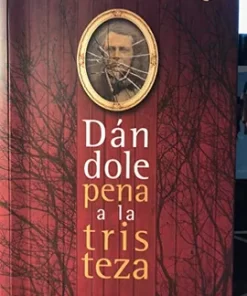 Dán
dole
pena
a la
tris
teza